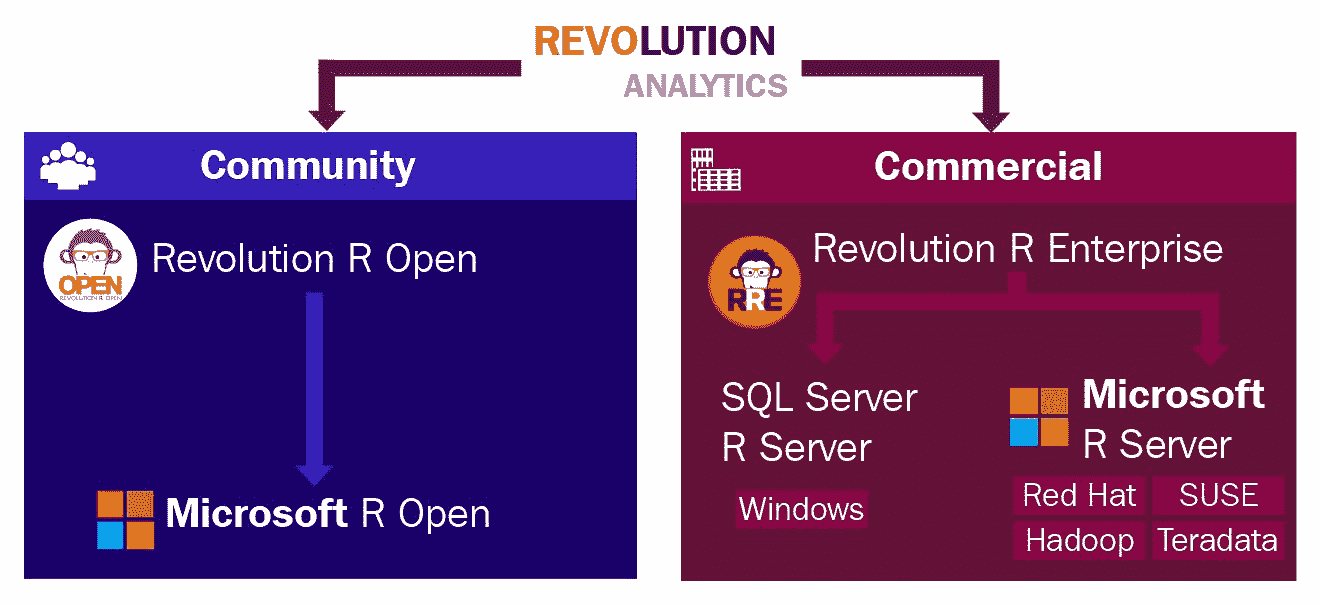 REVOLUTION
ANALYTICS
Community
OPEN
REVOLUTION R OPEN
Revolution R Open
Microsoft R Open
Commercial
Revolution R Enterprise
RRE
SQL Server
R Server
Windows
Microsoft
R Server
Red Hat SUSE
Hadoop Teradata